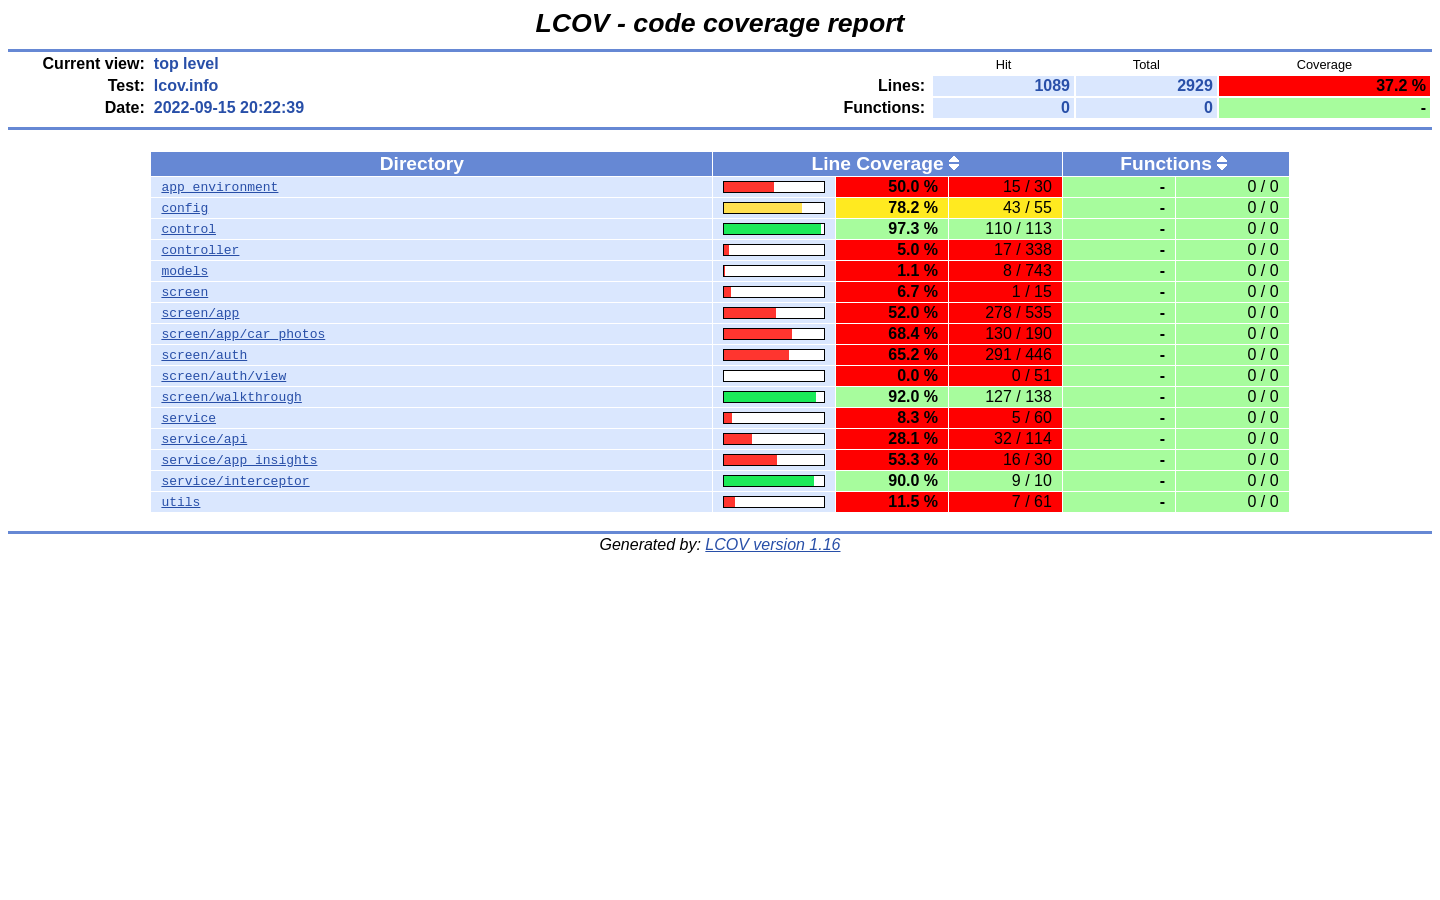 LCOV - code coverage report
Current view: top level Hit Total Coverage
Test: lcov.info Lines: 1089 2929 37.2 %
Date: 2022-09-15 20:22:39 Functions: 0 0 -
Directory Line Coverage Functions
app_environment 50.0 % 15 / 30 - 0 / 0
config 78.2 % 43 / 55 - 0 / 0
control 97.3 % 110 / 113 - 0 / 0
controller 5.0 % 17 / 338 - 0 / 0
models 1.1 % 8 / 743 - 0 / 0
screen 6.7 % 1 / 15 - 0 / 0
screen/app 52.0 % 278 / 535 - 0 / 0
screen/app/car_photos 68.4 % 130 / 190 - 0 / 0
screen/auth 65.2 % 291 / 446 - 0 / 0
screen/auth/view 0.0 % 0 / 51 - 0 / 0
screen/walkthrough 92.0 % 127 / 138 - 0 / 0
service 8.3 % 5 / 60 - 0 / 0
service/api 28.1 % 32 / 114 - 0 / 0
service/app_insights 53.3 % 16 / 30 - 0 / 0
service/interceptor 90.0 % 9 / 10 - 0 / 0
utils 11.5 % 7 / 61 - 0 / 0
Generated by: LCOV version 1.16